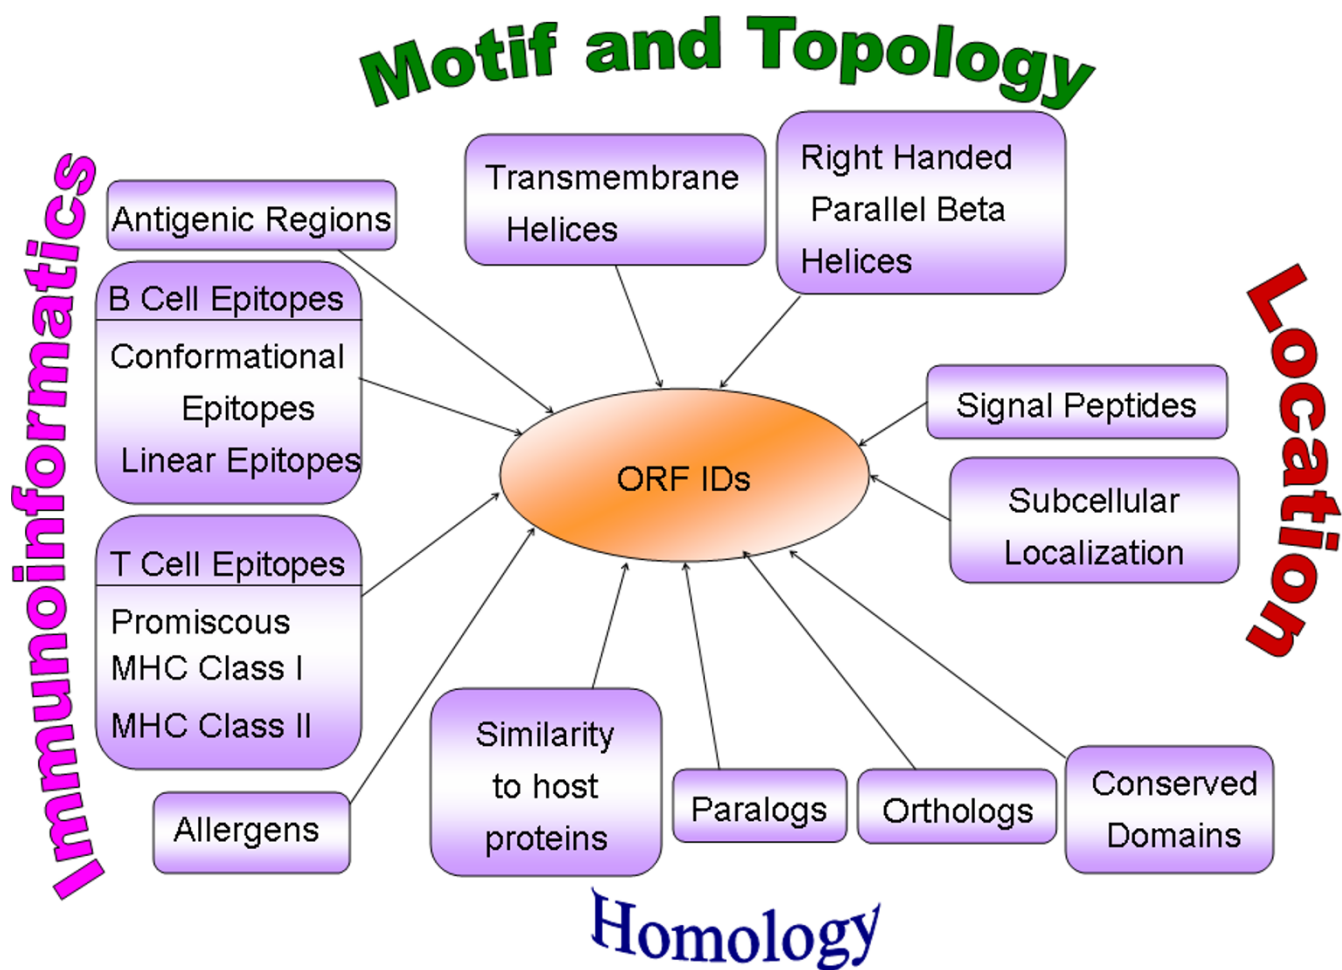 Motif and Topology
Transmembrane
Helices
Right Handed
Parallel Beta
Helices
Immunoinformatics
Antigenic Regions
B Cell Epitopes
Conformational
Epitopes
Linear Epitopes
T Cell Epitopes
Promiscous
MHC Class I
MHC Class II
Allergens
ORF IDs
Location
Signal Peptides
Subcellular
Localization
Similarity
to host
proteins
Paralogs
Orthologs
Conserved
Domains
Homology